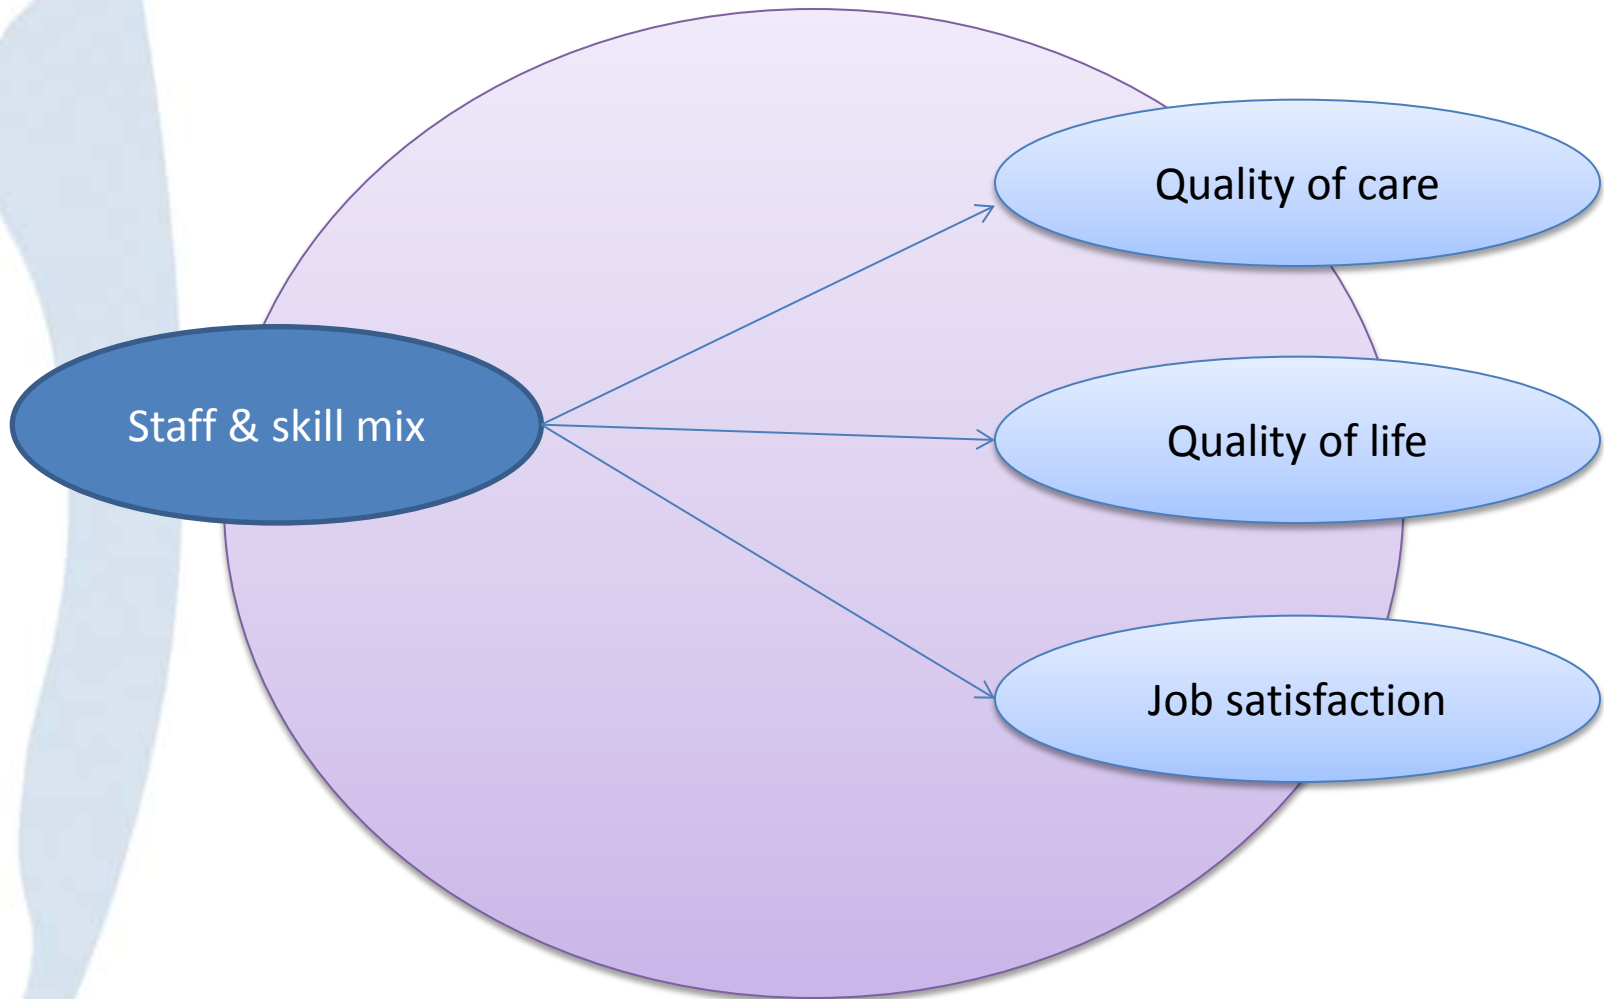 Quality of care
Staff & skill mix
Quality of life
Job satisfaction